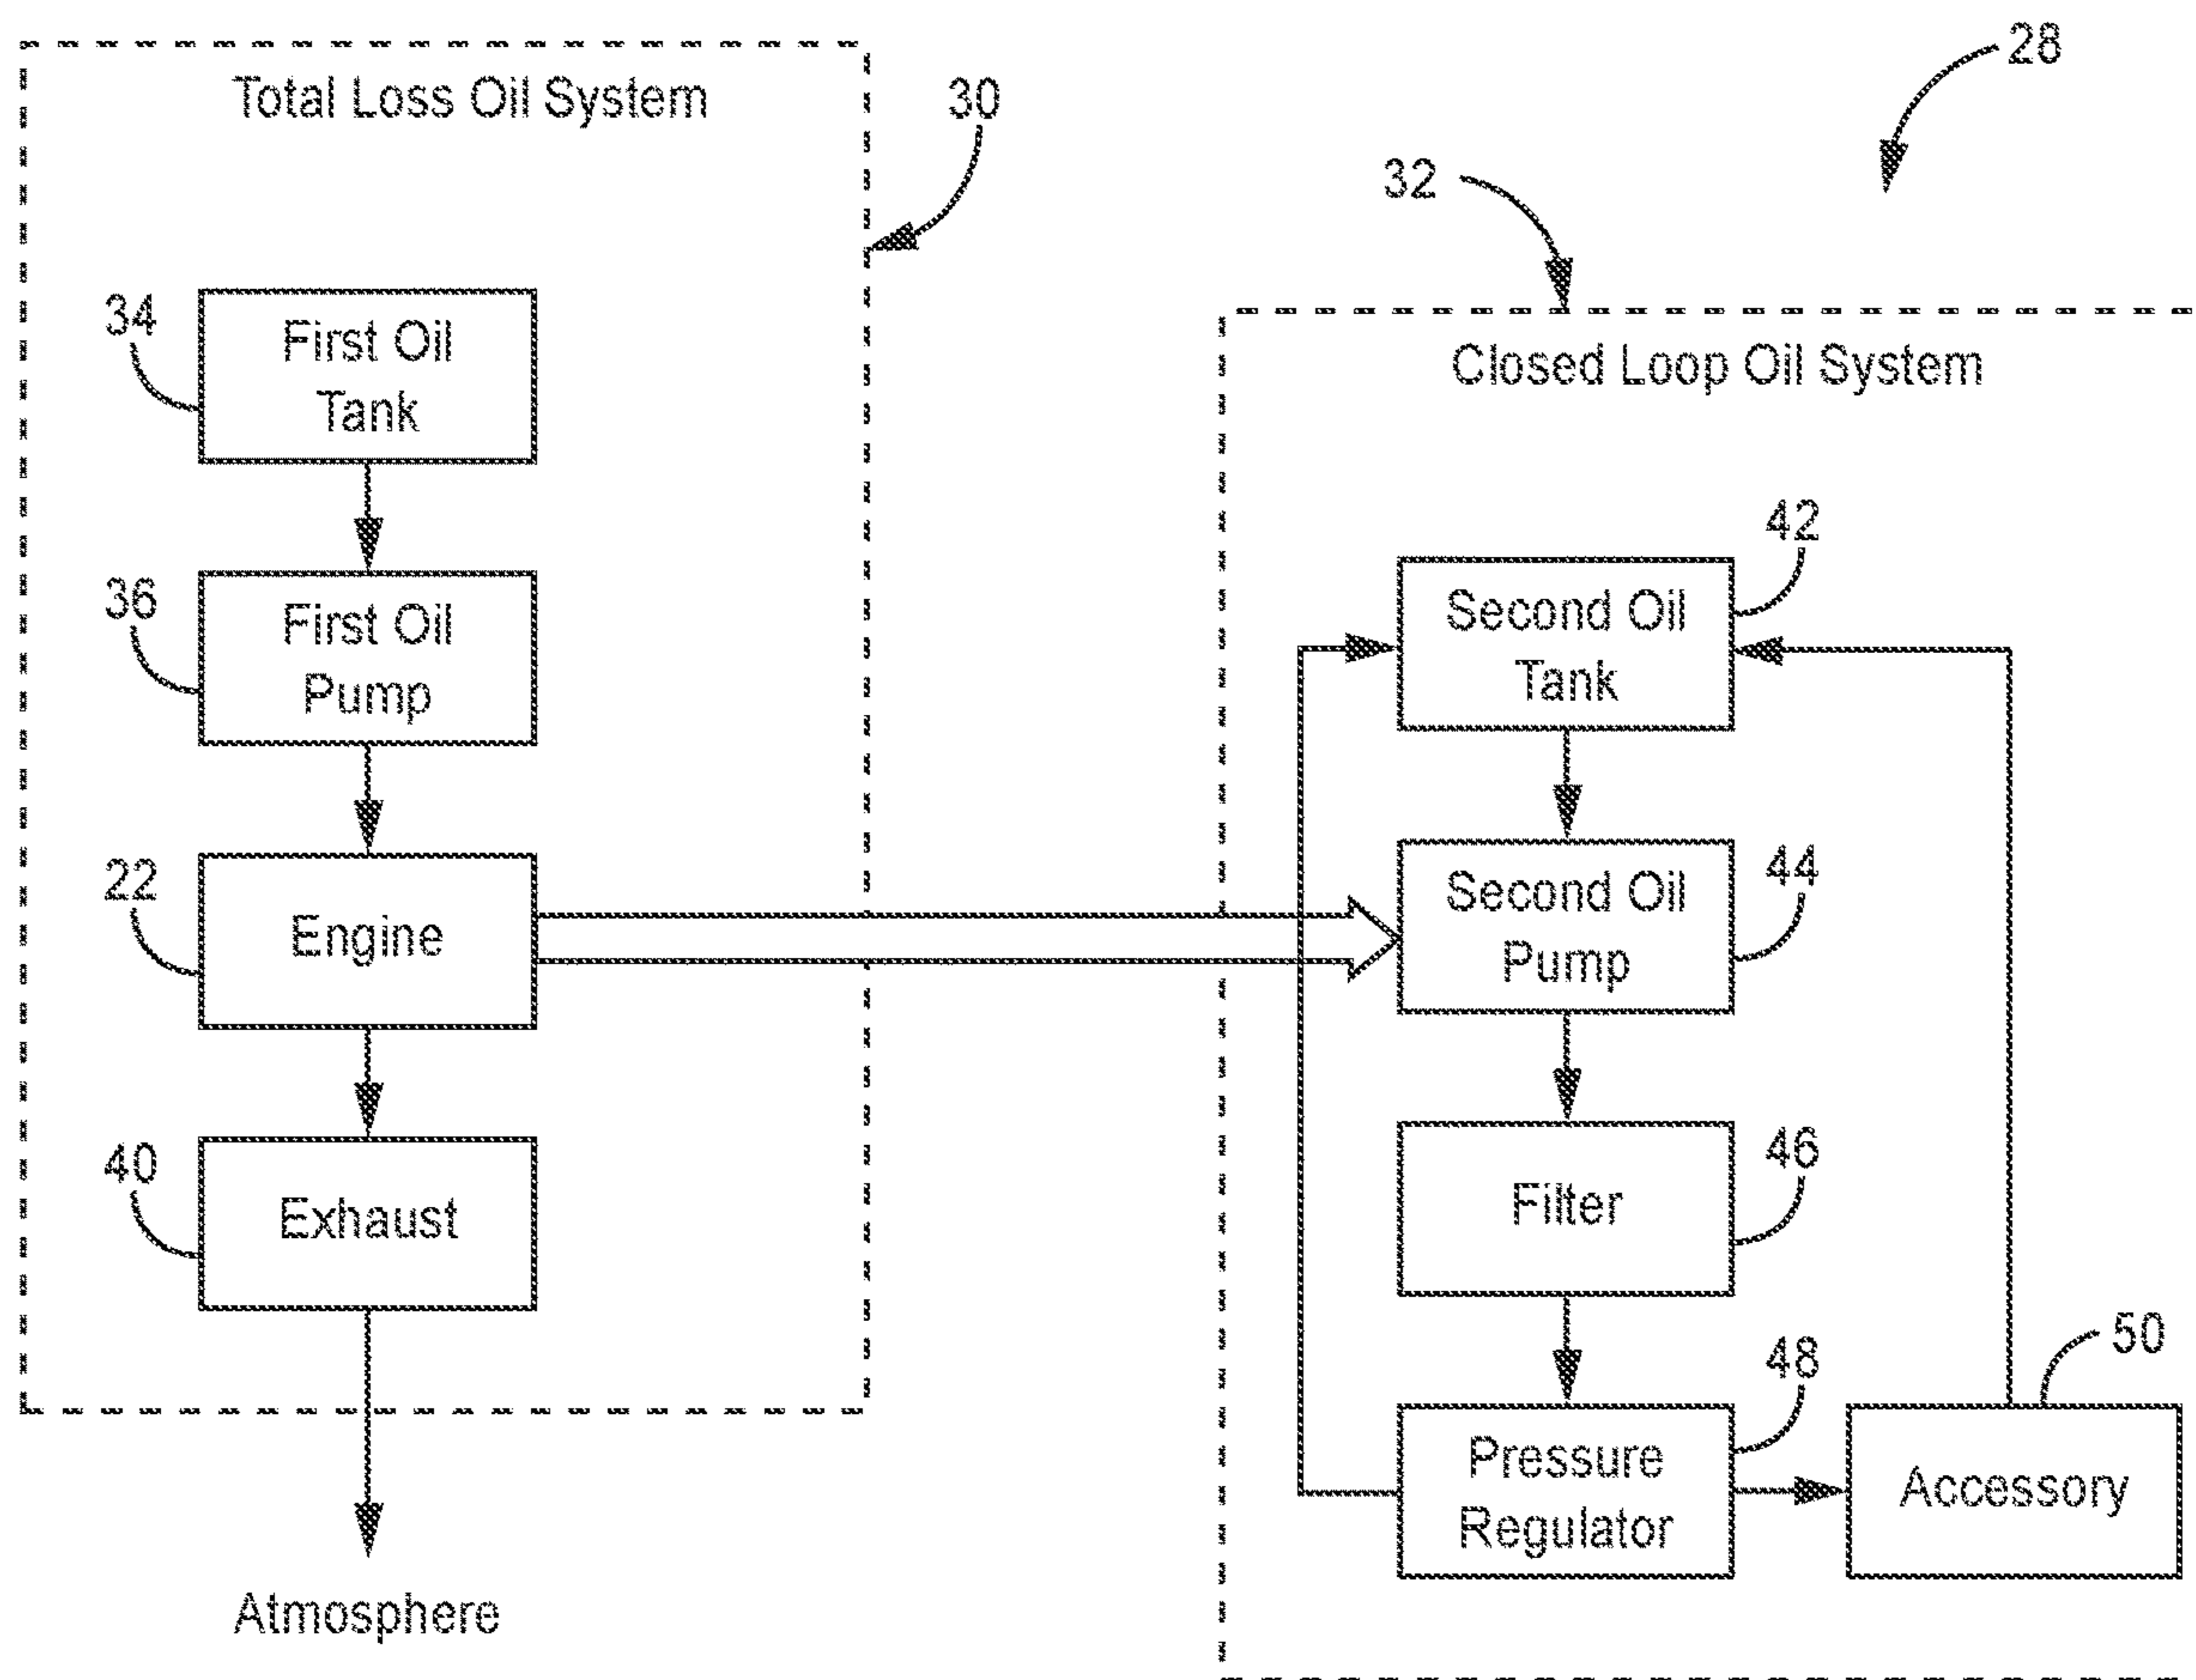 28
Total Loss Oil System
30
32
34
First Oil
Tank
Closed Loop Oil System
36
First Oil
Pump
42
Second Oil
Tank
22
Engine
44
Second Oil
Pump
40
Exhaust
46
Filter
48
Pressure
Regulator
50
Accessory
Atmosphere